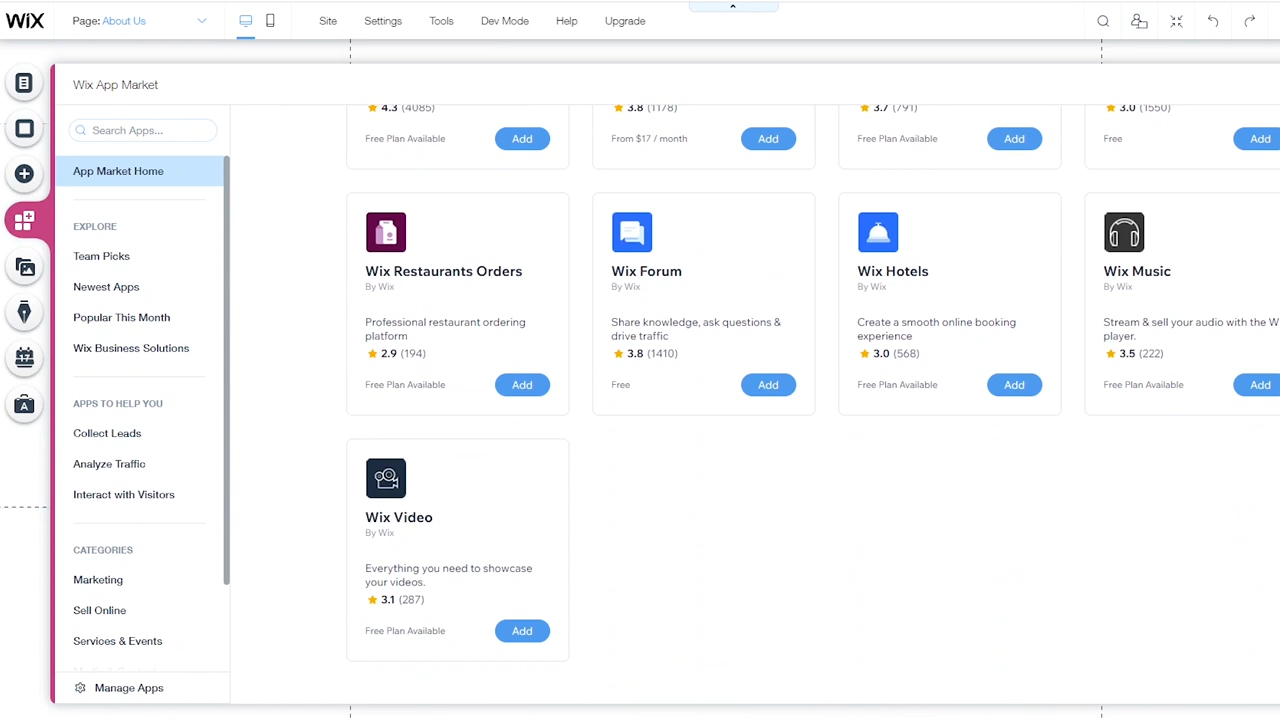 WiX
Page: About Us
Site
Settings
Tools
Dev Mode
Help
Upgrade
Wix App Market
Search Apps...
App Market Home
EXPLORE
Team Picks
Newest Apps
Popular This Month
Wix Business Solutions
APPS TO HELP YOU
Collect Leads
Analyze Traffic
Interact with Visitors
CATEGORIES
Marketing
Sell Online
Services & Events
Manage Apps
4.3 (4085)
Free Plan Available
Add
3.8 (1178)
From $17 / month
Add
3.7 (791)
Free Plan Available
Add
3.0 (1550)
Free
Add
Wix Restaurants Orders
By Wix
Professional restaurant ordering
platform
2.9 (194)
Free Plan Available
Add
Wix Forum
By Wix
Share knowledge, ask questions &
drive traffic
3.8 (1410)
Free
Add
Wix Hotels
By Wix
Create a smooth online booking
experience
3.0 (568)
Free Plan Available
Add
Wix Music
By Wix
Stream & sell your audio with the W
player.
3.5 (222)
Free Plan Available
Add
Wix Video
By Wix
Everything you need to showcase
your videos.
3.1 (287)
Free Plan Available
Add